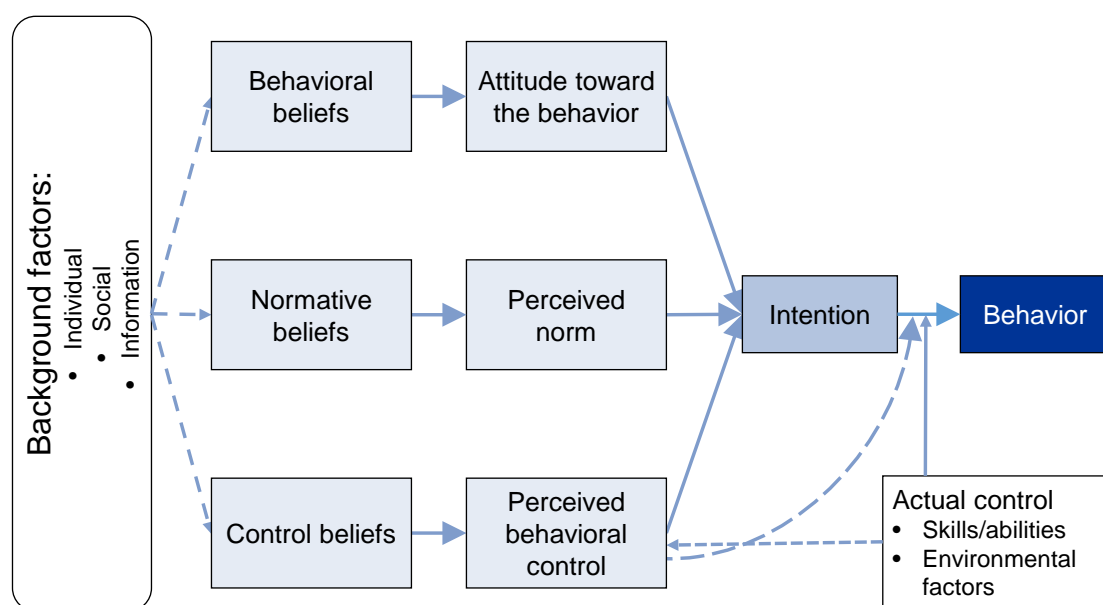 Background factors:
• Individual
• Social
• Information
Behavioral
beliefs
Attitude toward
the behavior
Normative
beliefs
Perceived
norm
Intention
Behavior
Control beliefs
Perceived
behavioral
control
Actual control
• Skills/abilities
• Environmental
factors